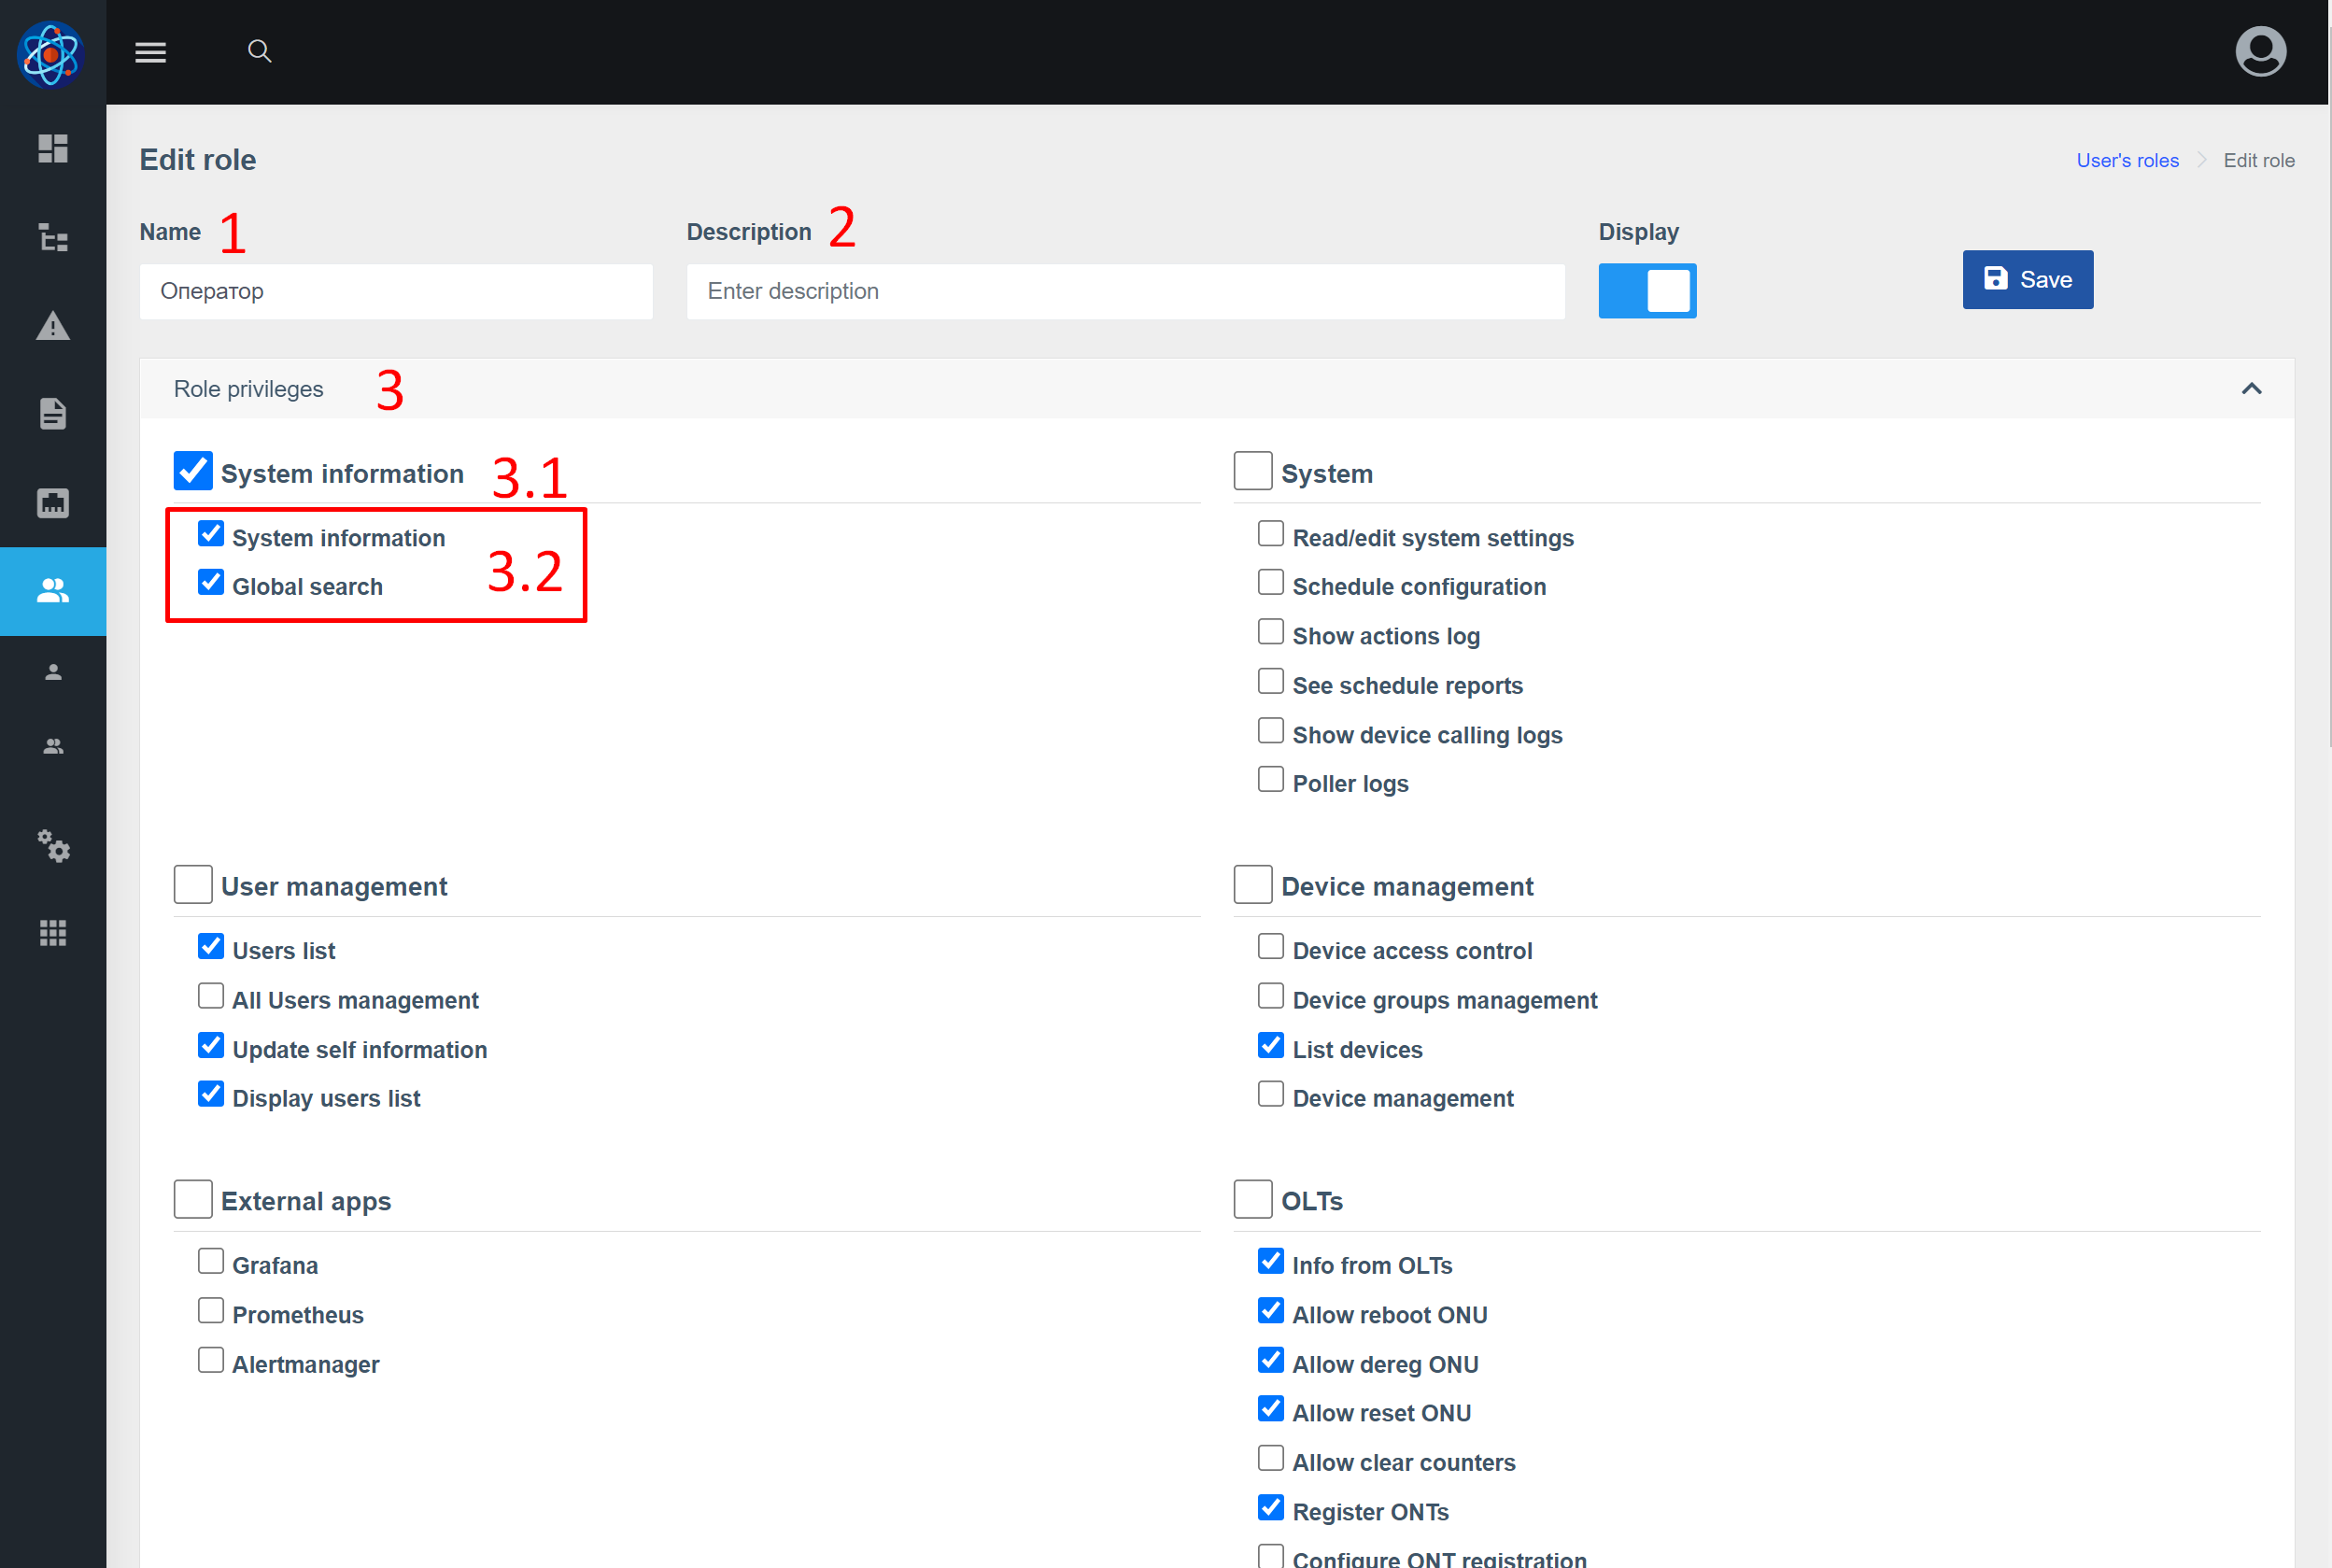 Edit role
User's roles > Edit role
Name 1
Description 2
Display
Оператор
Enter description
Save
Role privileges 3
System information 3.1
System information
Global search
3.2
System
Read/edit system settings
Schedule configuration
Show actions log
See schedule reports
Show device calling logs
Poller logs
User management
Users list
All Users management
Update self information
Display users list
Device management
Device access control
Device groups management
List devices
Device management
External apps
Grafana
Prometheus
Alertmanager
OLTs
Info from OLTs
Allow reboot ONU
Allow dereg ONU
Allow reset ONU
Allow clear counters
Register ONTs
Configure ONT registration